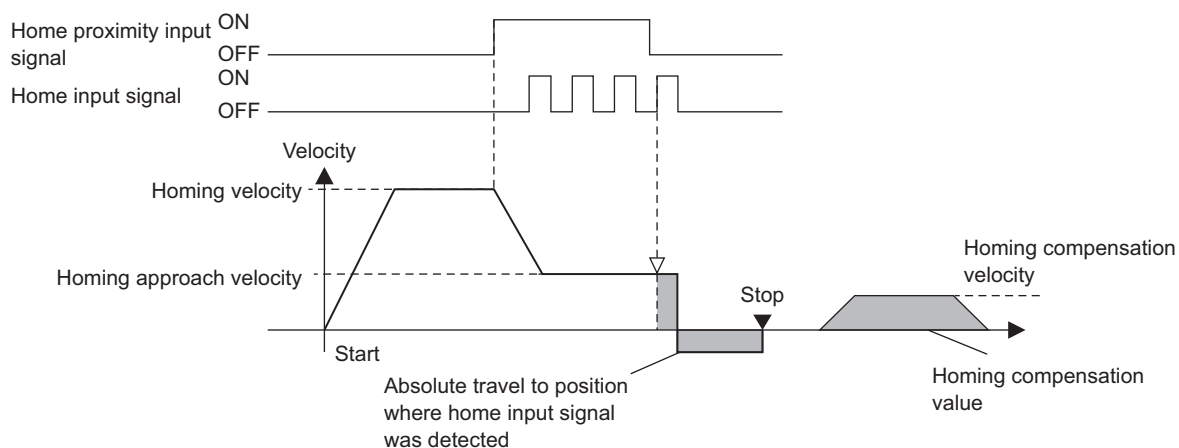 Home proximity input
signal
ON
OFF
Home input signal
ON
OFF
Velocity
Homing velocity
Homing approach velocity
Start
Stop
Homing compensation
velocity
Absolute travel to position
where home input signal
was detected
Homing compensation
value